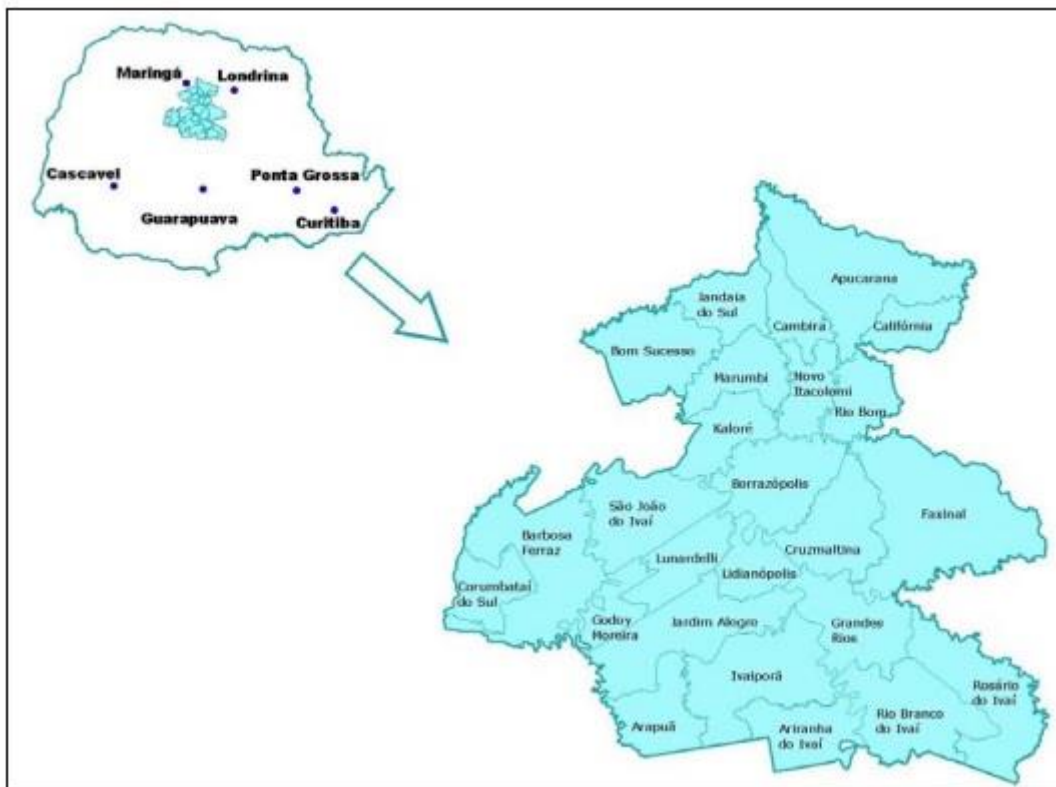 Maringá
Londrina
Cascavel
Ponta Grossa
Guarapuava
Curitiba
Apucarana
Jandaia
do Sul
Cambirá
Califórnia
Bom Sucesso
Marumbi
Novo
Itacolomi
Rio Bom
Kaloré
Borrazópolis
São João
do Ivaí
Faxinal
Barbosa
Ferraz
Lunardelli
Cruzmaltina
Lidianópolis
Corumbataí
do Sul
Godoy
Moreira
Jardim Alegre
Grandes
Rios
Ivaiporã
Rosário
do Ivaí
Arapuã
Ariranha
do Ivaí
Rio Branco
do Ivaí